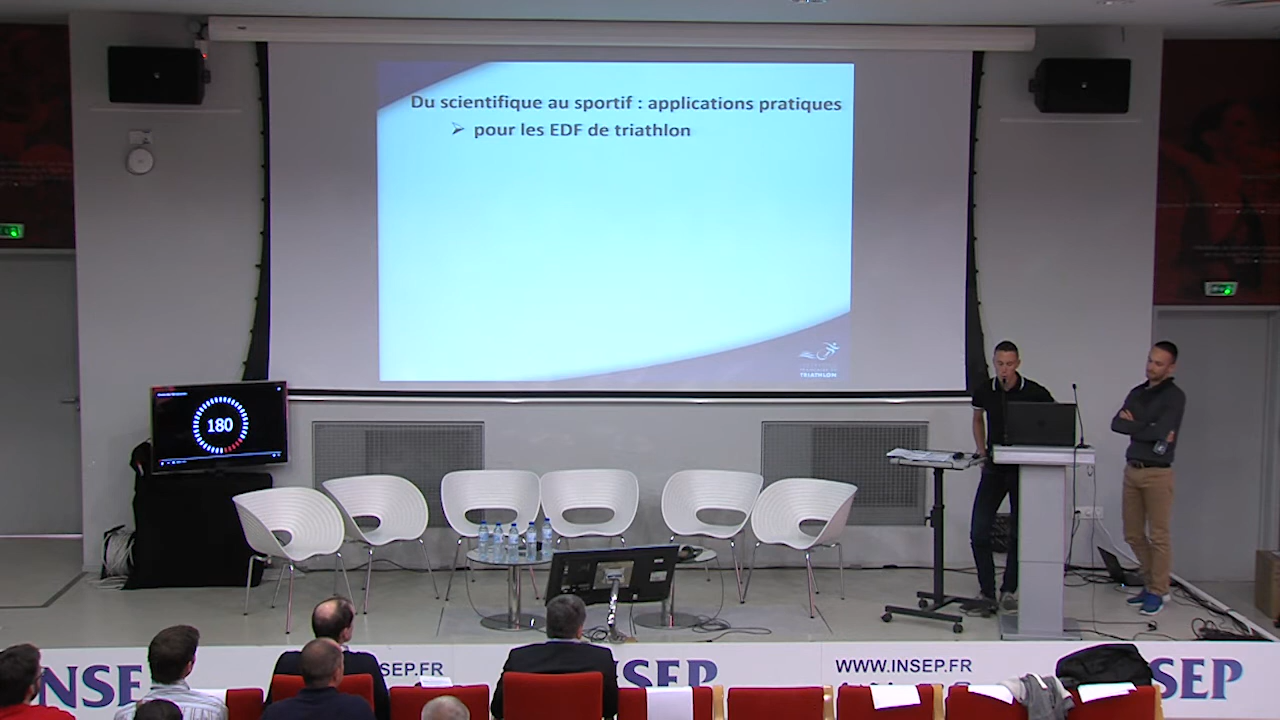 Du scientifique au sportif : applications pratiques
➢ pour les EDF de triathlon
TRIATHLON
180
INSE
INSEP.FR
INSEP
WWW.INSEP.FR
SEP